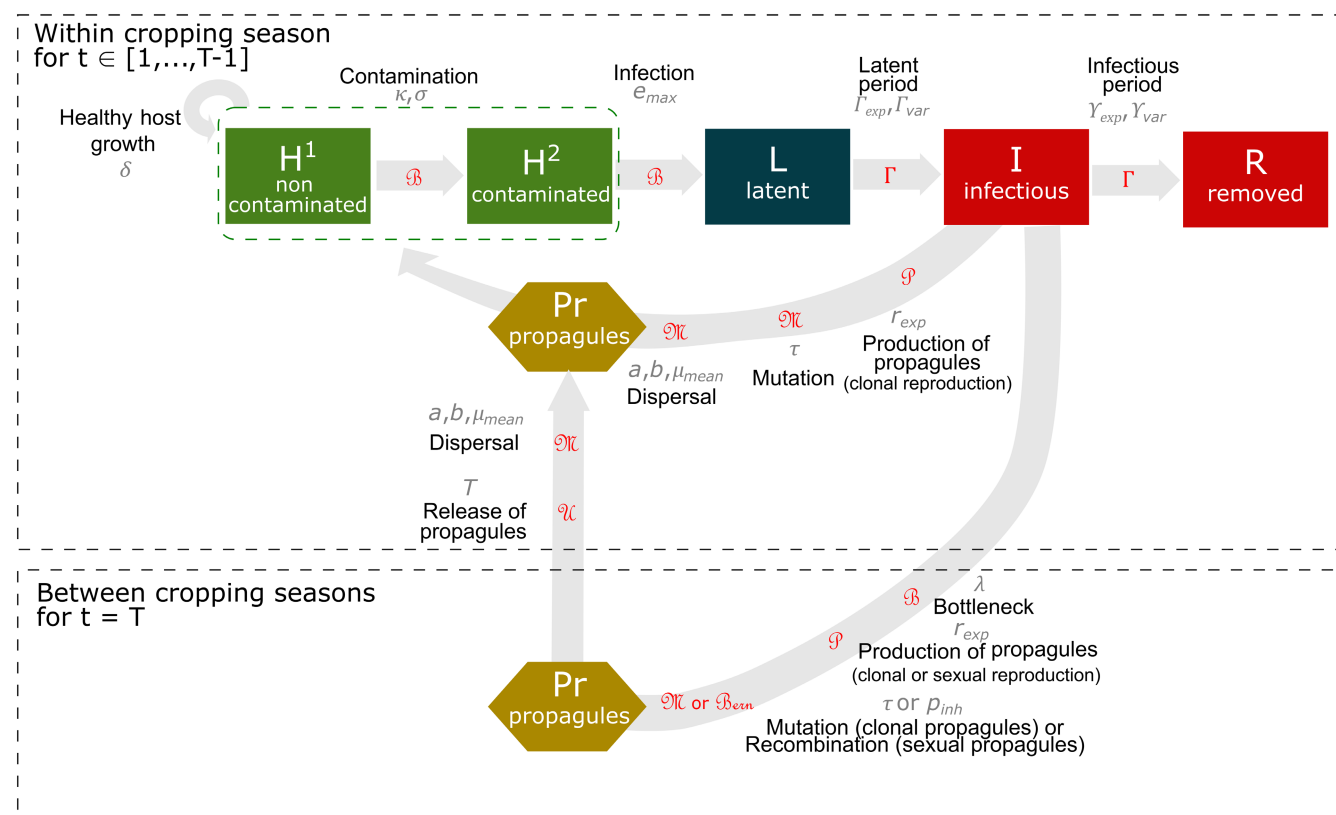 Within cropping season
for t ∈ [1,...,T-1]
Healthy host
growth
δ
Contamination
κ,σ
Infection
e_max
Latent
period
Γ_exp,Γ_var
Infectious
period
ϒ_exp,ϒ_var
H¹
non
contaminated
ℬ
H²
contaminated
ℬ
L
latent
Γ
I
infectious
Γ
R
removed
Pr
propagules
ℳ
a,b,μ_mean
Dispersal
ℳ
τ
Mutation
𝒫
r_exp
Production of
propagules
(clonal reproduction)
a,b,μ_mean
Dispersal
ℳ
T
Release of
propagules
𝒰
Between cropping seasons
for t = T
λ
ℬ
Bottleneck
r_exp
𝒫
Production of propagules
(clonal or sexual reproduction)
Pr
propagules
ℳ or ℬern
τ or p_inh
Mutation (clonal propagules) or
Recombination (sexual propagules)